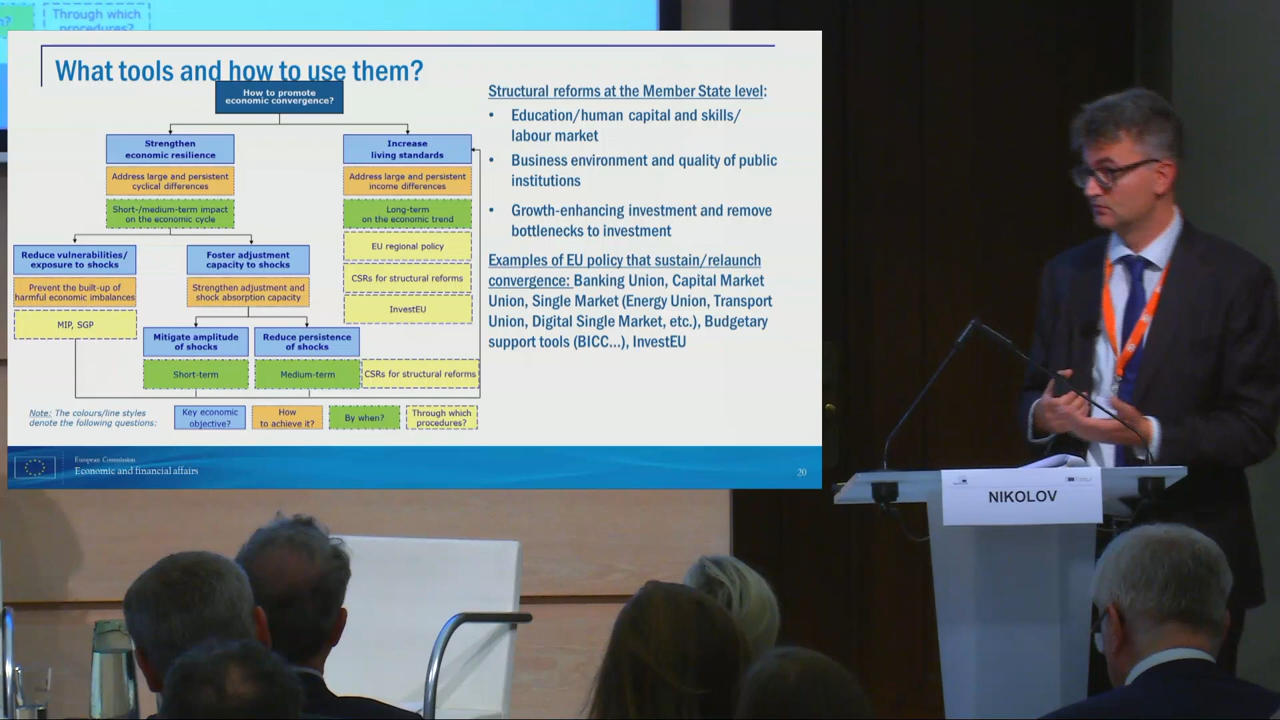 n?
Through which
procedures?
What tools and how to use them?
How to promote
economic convergence?
Strengthen
economic resilience
Increase
living standards
Address large and persistent
cyclical differences
Address large and persistent
income differences
Short-/medium-term impact
on the economic cycle
Long-term
on the economic trend
Reduce vulnerabilities/
exposure to shocks
Foster adjustment
capacity to shocks
EU regional policy
Prevent the built-up of
harmful economic imbalances
Strengthen adjustment and
shock absorption capacity
CSRs for structural reforms
InvestEU
MIP, SGP
Mitigate amplitude
of shocks
Reduce persistence
of shocks
Short-term
Medium-term
CSRs for structural reforms
Note: The colours/line styles
denote the following questions:
Key economic
objective?
How
to achieve it?
By when?
Through which
procedures?
Structural reforms at the Member State level:
• Education/human capital and skills/
labour market
• Business environment and quality of public
institutions
• Growth-enhancing investment and remove
bottlenecks to investment
Examples of EU policy that sustain/relaunch
convergence: Banking Union, Capital Market
Union, Single Market (Energy Union, Transport
Union, Digital Single Market, etc.), Budgetary
support tools (BICC...), InvestEU
European Commission
Economic and financial affairs
20
NIKOLOV